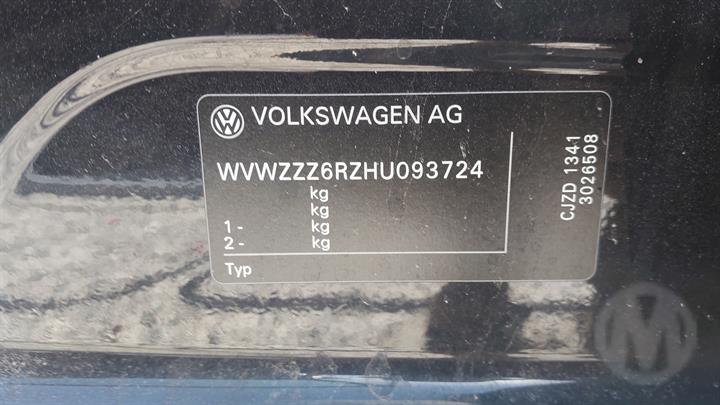 VOLKSWAGEN AG
WVWZZZ6RZHU093724
kg
kg
1 - kg
2 - kg
Typ
CJZD 1341
3026508